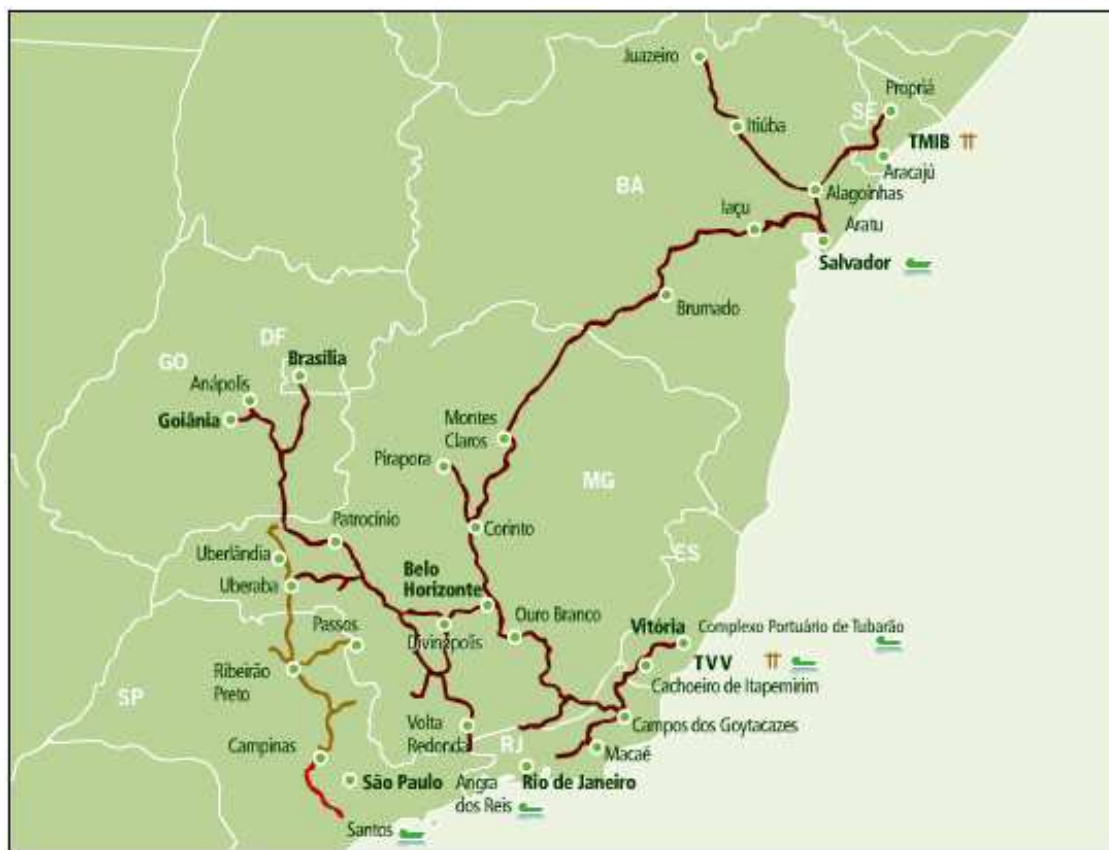 Juazeiro
Propriá
SE
Itiúba
TMIB
Aracajú
BA
Alagoinhas
Iaçu
Aratu
Salvador
Brumado
DF
Brasília
GO
Anápolis
Goiânia
Montes
Claros
Pirapora
MG
Patrocínio
Corinto
Uberlândia
ES
Uberaba
Belo
Horizonte
Ouro Branco
Passos
Divinópolis
Vitória
Complexo Portuário de Tubarão
TVV
Ribeirão
Preto
Cachoeiro de Itapemirim
SP
Volta
Redonda
Campos dos Goytacazes
RJ
Macaé
Campinas
São Paulo
Angra
dos Reis
Rio de Janeiro
Santos